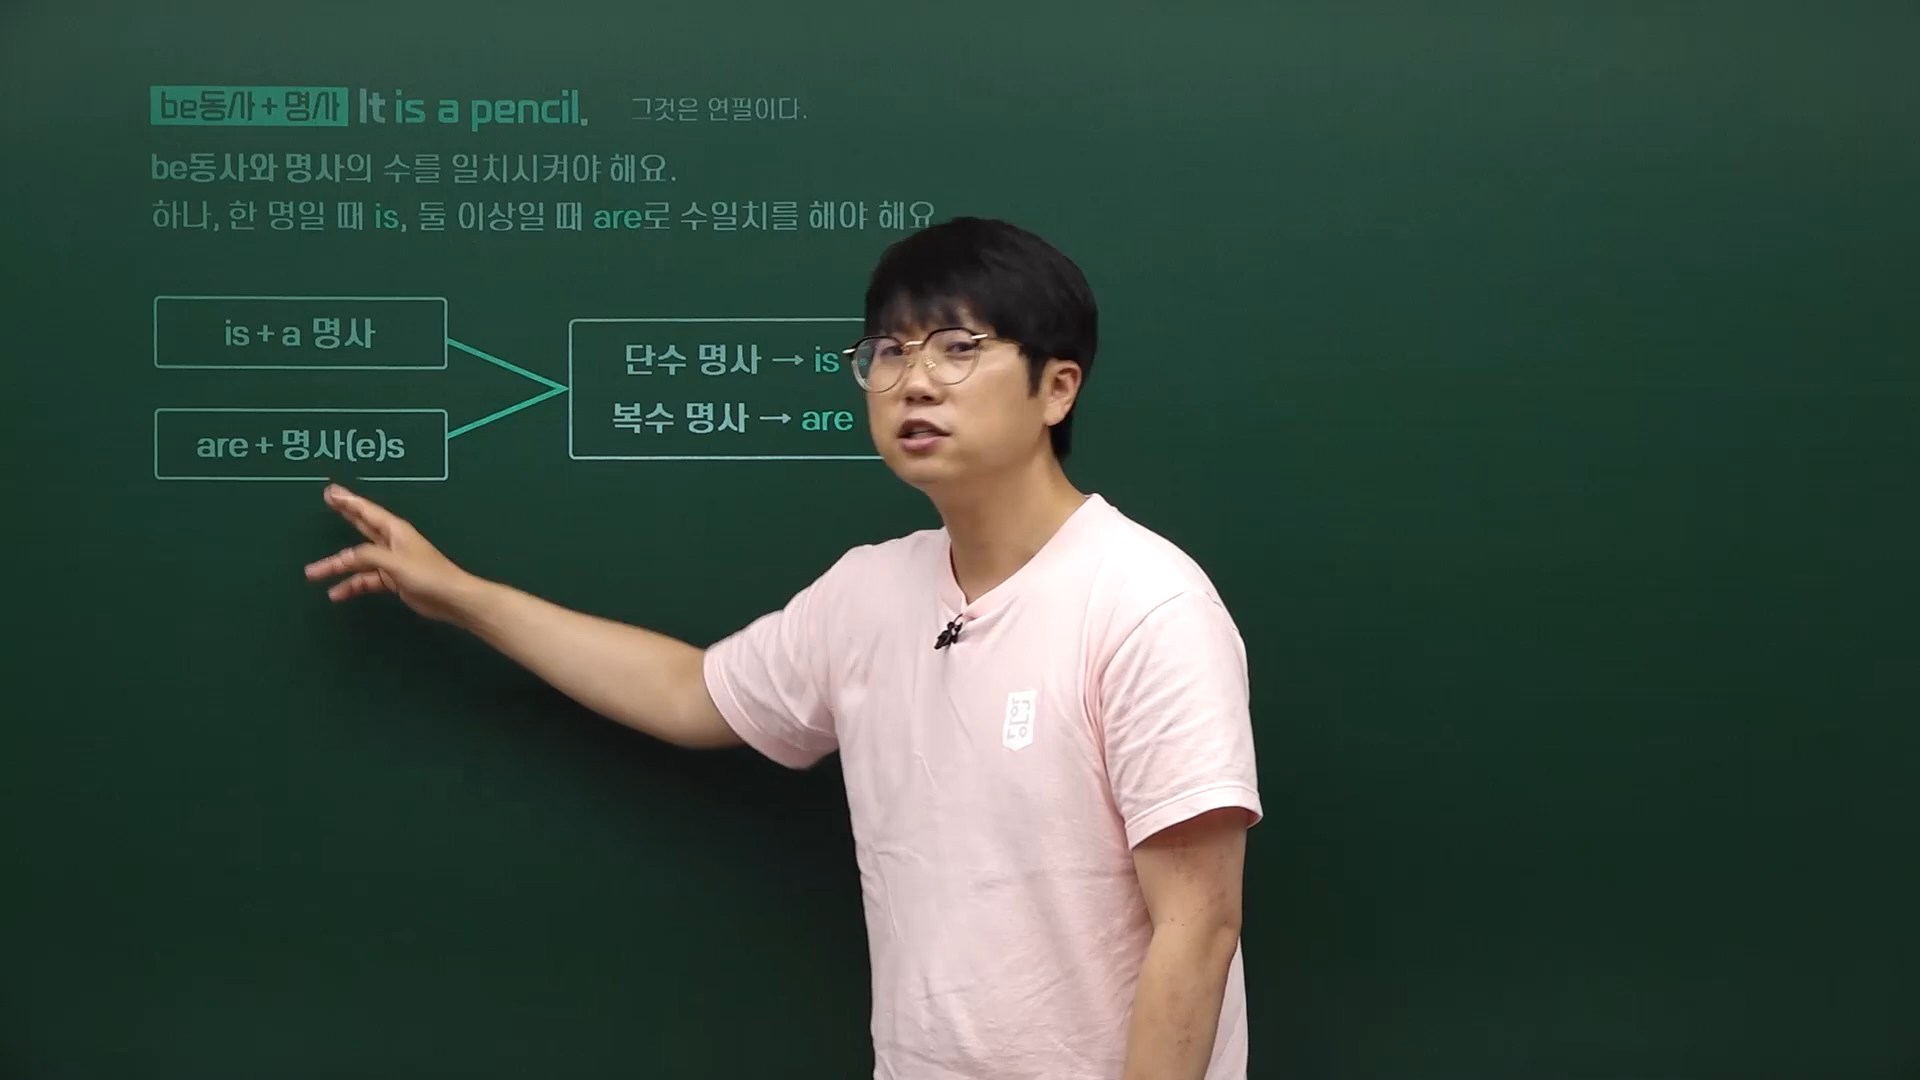 be동사 + 명사 It is a pencil. 그것은 연필이다.
be동사와 명사의 수를 일치시켜야 해요.
하나, 한 명일 때 is, 둘 이상일 때 are로 수일치를 해야 해요
is + a 명사
are + 명사(e)s
단수 명사 → is
복수 명사 → are